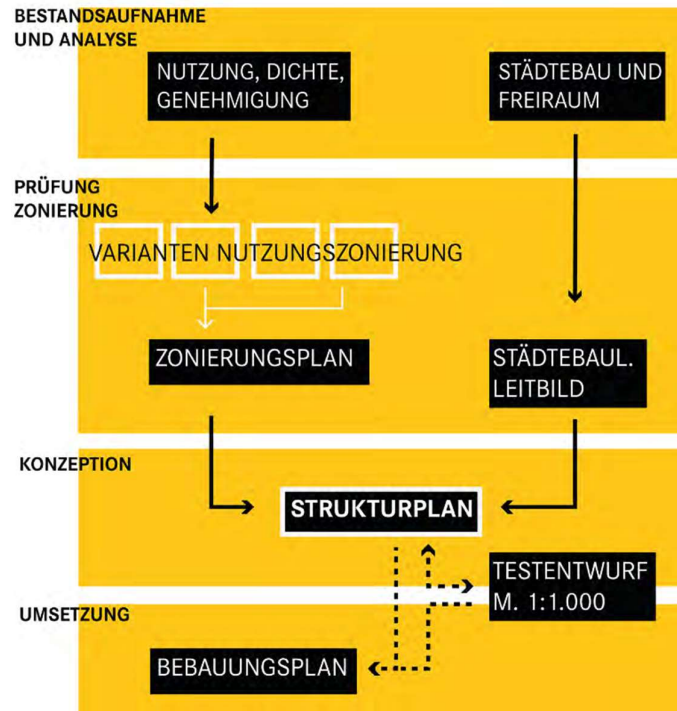 BESTANDSAUFNAHME
UND ANALYSE
NUTZUNG, DICHTE,
GENEHMIGUNG
STÄDTEBAU UND
FREIRAUM
PRÜFUNG
ZONIERUNG
VARIANTEN NUTZUNGSZONIERUNG
ZONIERUNGSPLAN
STÄDTEBAUL.
LEITBILD
KONZEPTION
STRUKTURPLAN
TESTENTWURF
M. 1:1.000
UMSETZUNG
BEBAUUNGSPLAN